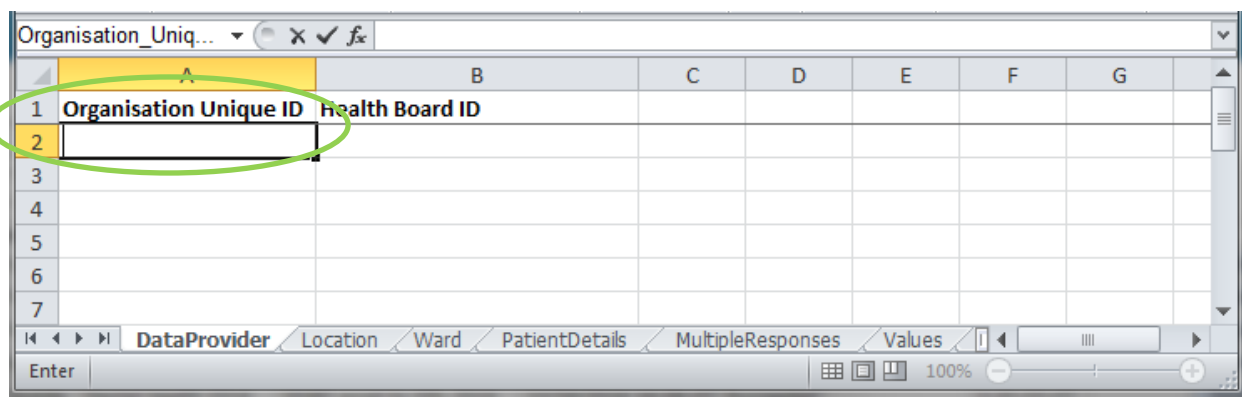 Organisation_Uniq... fx
A B C D E F G
1 Organisation Unique ID Health Board ID
2
3
4
5
6
7
DataProvider Location Ward PatientDetails MultipleResponses Values
Enter 100%